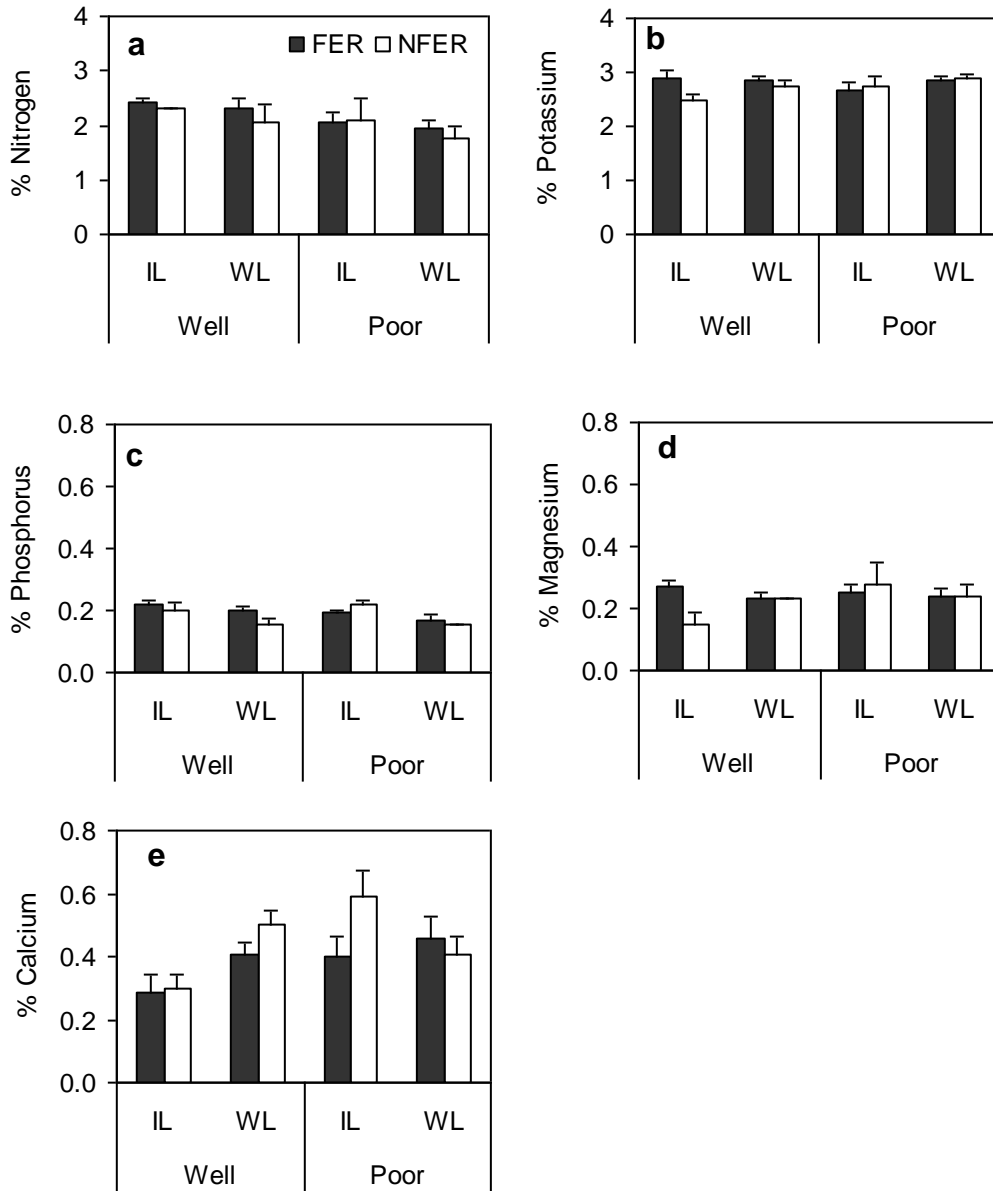 a
FER NFER
% Nitrogen
4
3
2
1
0
IL WL IL WL
Well Poor
b
% Potassium
4
3
2
1
0
IL WL IL WL
Well Poor
c
% Phosphorus
0.8
0.6
0.4
0.2
0.0
IL WL IL WL
Well Poor
d
% Magnesium
0.8
0.6
0.4
0.2
0.0
IL WL IL WL
Well Poor
e
% Calcium
0.8
0.6
0.4
0.2
0.0
IL WL IL WL
Well Poor